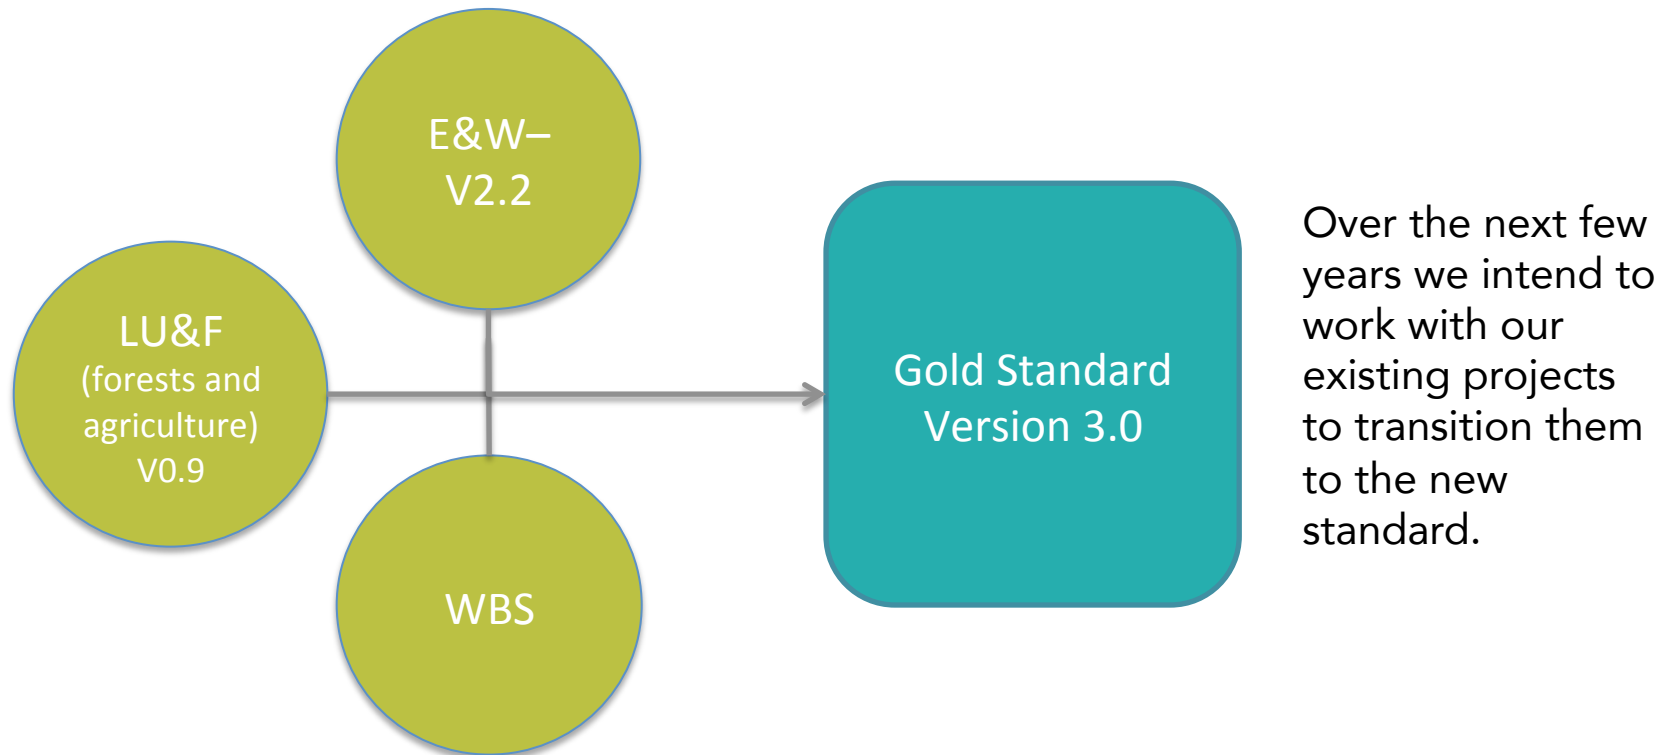 E&W–
V2.2
LU&F
(forests and
agriculture)
V0.9
WBS
Gold Standard
Version 3.0
Over the next few
years we intend to
work with our
existing projects
to transition them
to the new
standard.